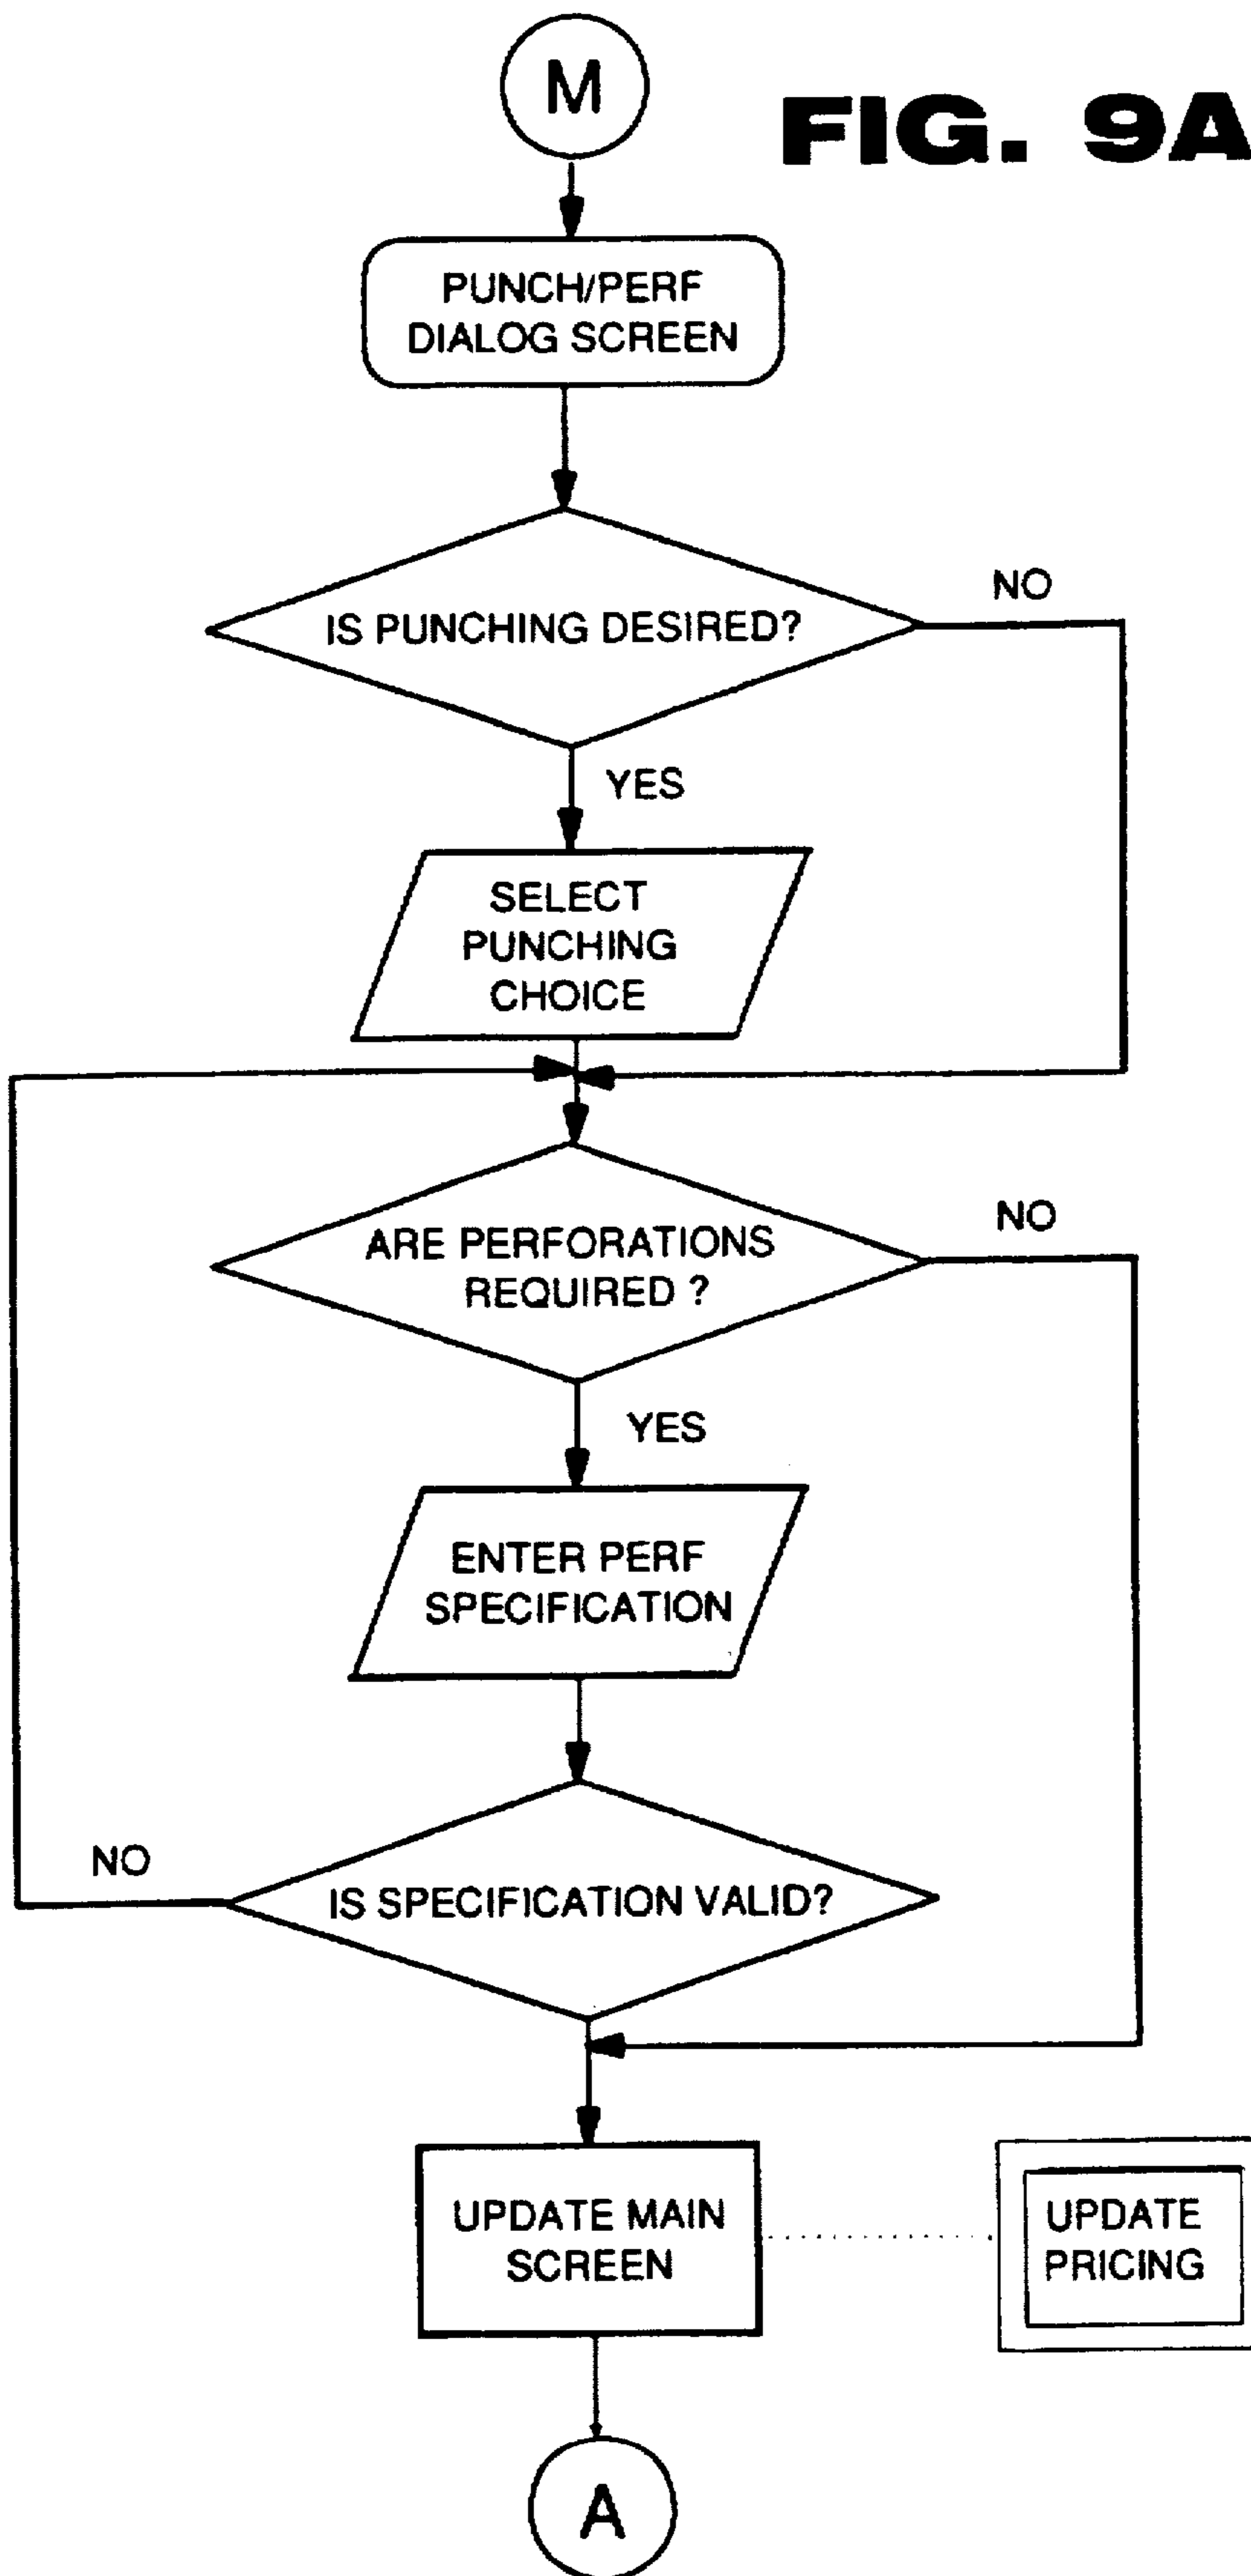 M
FIG. 9A
PUNCH/PERF
DIALOG SCREEN
IS PUNCHING DESIRED?
NO
YES
SELECT
PUNCHING
CHOICE
ARE PERFORATIONS
REQUIRED ?
NO
YES
ENTER PERF
SPECIFICATION
IS SPECIFICATION VALID?
NO
UPDATE MAIN
SCREEN
UPDATE
PRICING
A